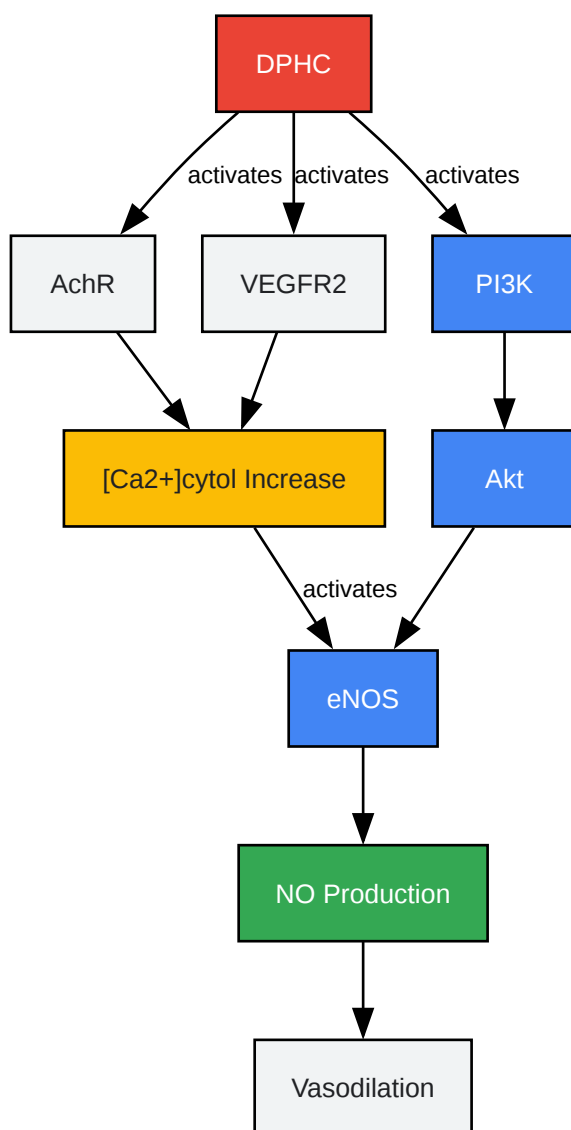 DPHC
activates
activates
activates
AchR
VEGFR2
PI3K
[Ca2+]cytol Increase
Akt
activates
eNOS
NO Production
Vasodilation